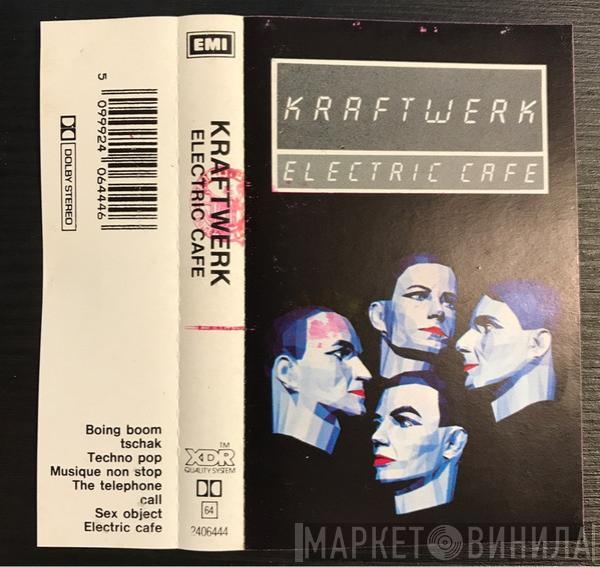 5 099924 064446
DOLBY STEREO
Boing boom
tschak
Techno pop
Musique non stop
The telephone
call
Sex object
Electric cafe
EMI
KRAFTWERK
ELECTRIC CAFE
XDR
TM
QUALITY SYSTEM
64
2406444
KRAFTWERK
ELECTRIC CAFE
МАРКЕТ ВИНИЛА